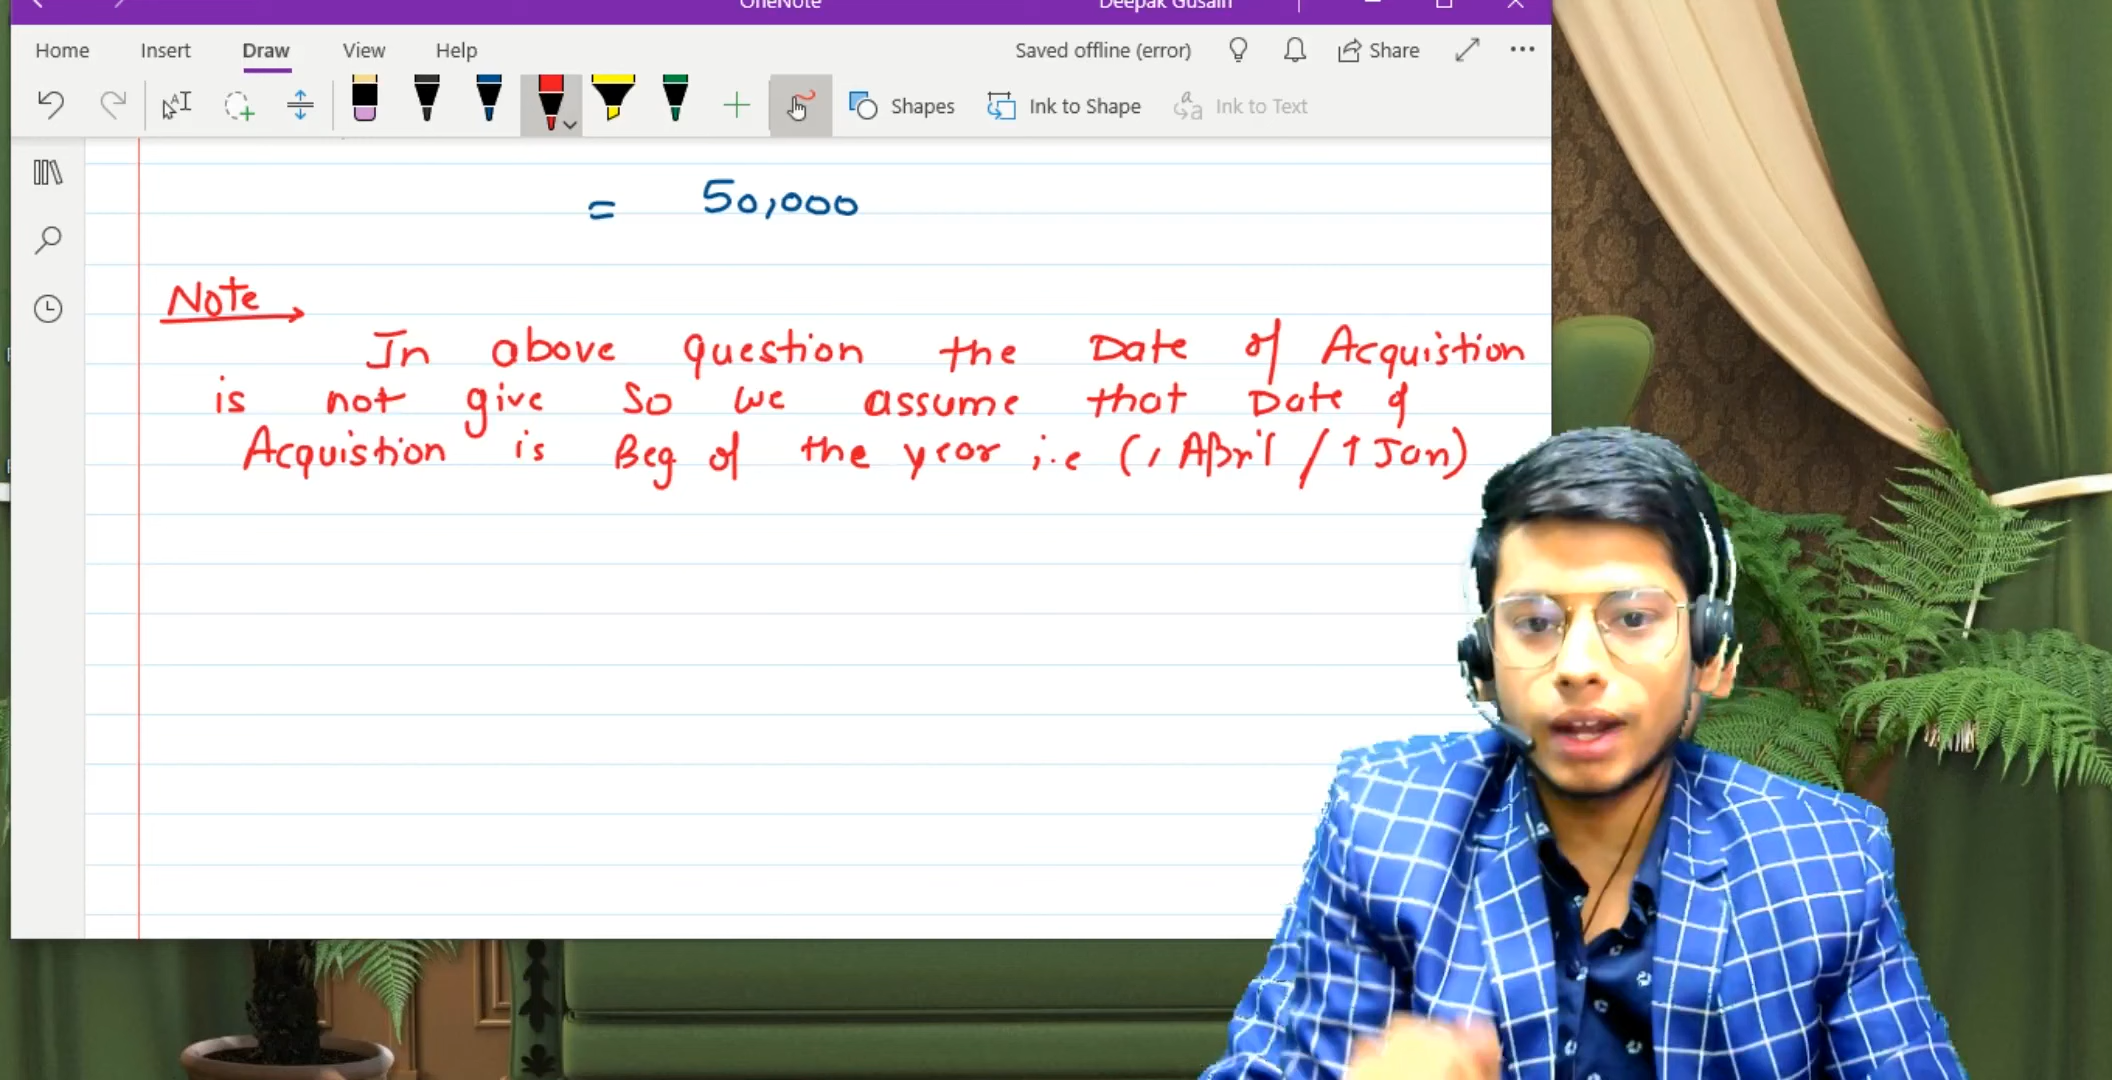 OneNote
Deepak Gusain
Home Insert Draw View Help Saved offline (error) Share
Shapes Ink to Shape Ink to Text
= 50,000
Note
In above question the Date of Acquistion
is not give So we assume that Date of
Acquistion is Beg of the year i.e (1 April / 1 Jan)